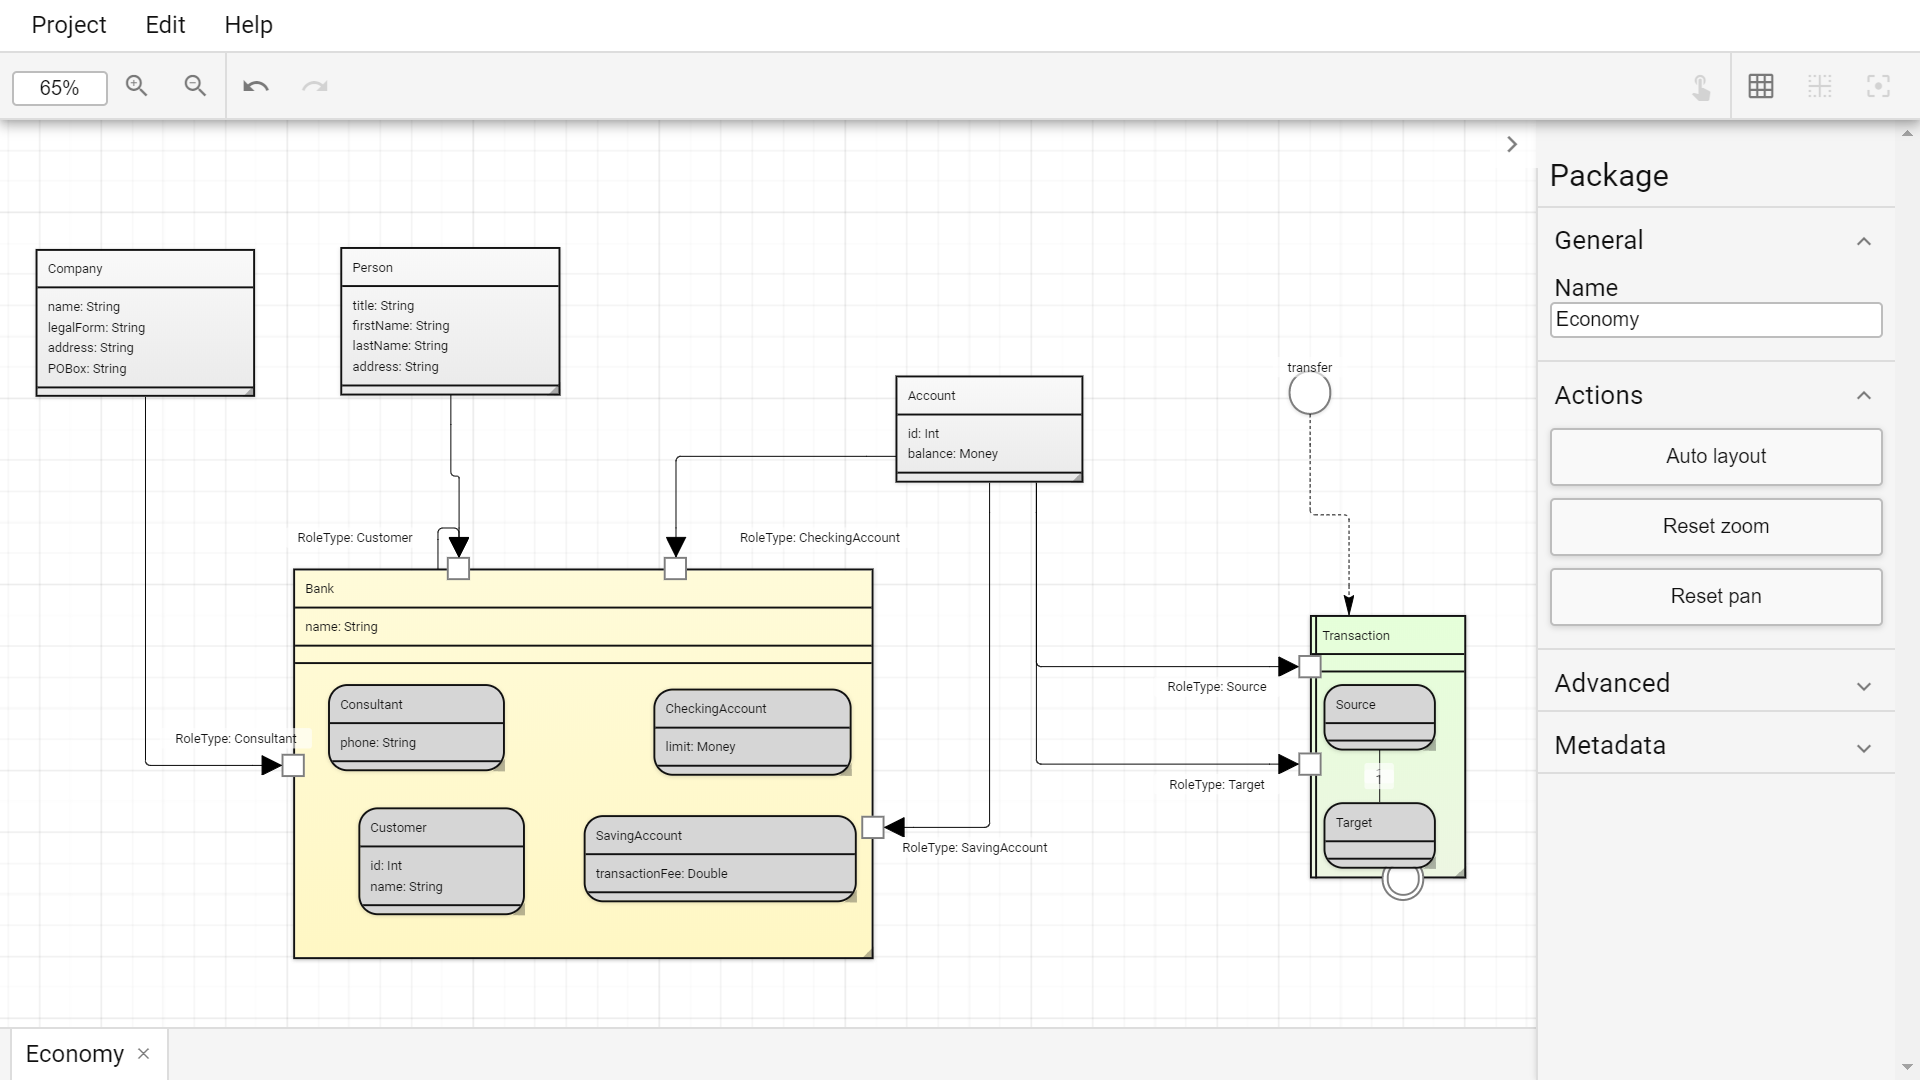 Project Edit Help
65%
Package
General
Name
Economy
Actions
Auto layout
Reset zoom
Reset pan
Advanced
Metadata
Company
name: String
legalForm: String
address: String
POBox: String
Person
title: String
firstName: String
lastName: String
address: String
Account
id: Int
balance: Money
transfer
RoleType: Customer
RoleType: CheckingAccount
Bank
name: String
Consultant
phone: String
CheckingAccount
limit: Money
RoleType: Consultant
Customer
id: Int
name: String
SavingAccount
transactionFee: Double
RoleType: SavingAccount
RoleType: Source
RoleType: Target
Transaction
Source
1
Target
Economy